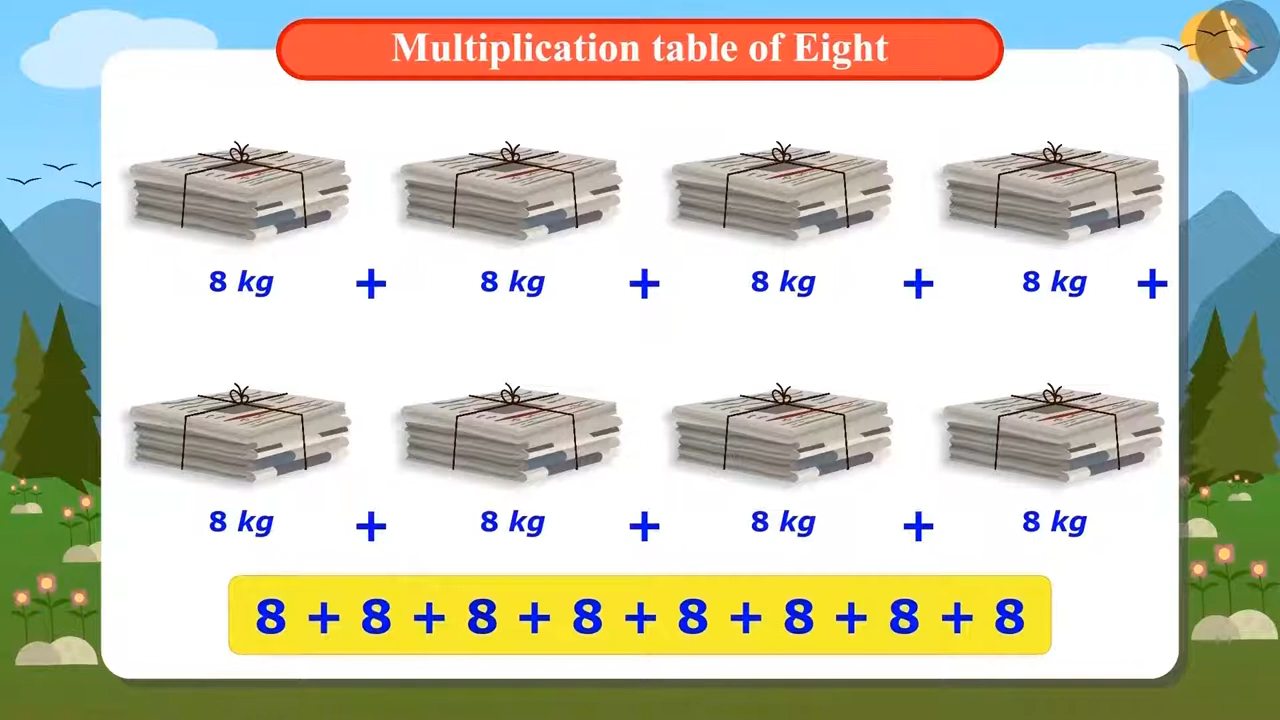 Multiplication table of Eight
8 kg + 8 kg + 8 kg + 8 kg +
8 kg + 8 kg + 8 kg + 8 kg
8 + 8 + 8 + 8 + 8 + 8 + 8 + 8